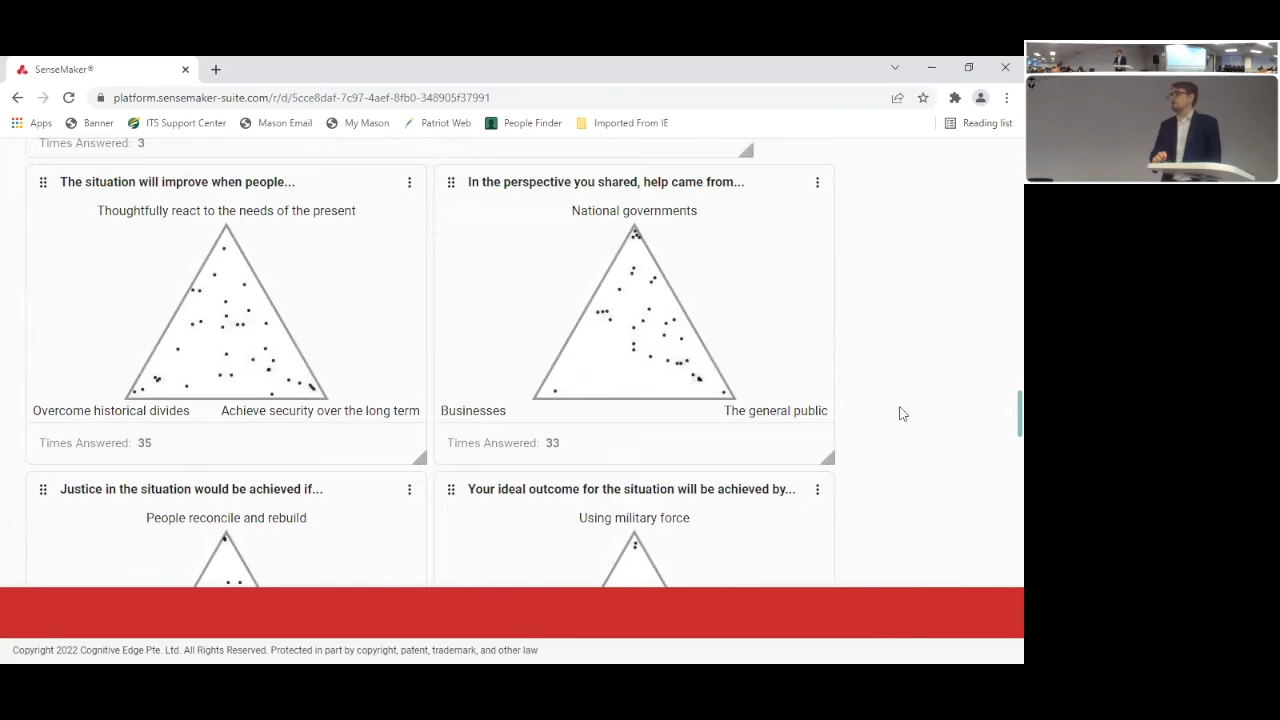 SenseMaker®
platform.sensemaker-suite.com/r/d/5cce8daf-7c97-4aef-8fb0-348905f37991
Apps Banner ITS Support Center Mason Email My Mason Patriot Web People Finder Imported From IE Reading list
Times Answered: 3
The situation will improve when people...
Thoughtfully react to the needs of the present
Overcome historical divides Achieve security over the long term
Times Answered: 35
In the perspective you shared, help came from...
National governments
Businesses The general public
Times Answered: 33
Justice in the situation would be achieved if...
People reconcile and rebuild
Your ideal outcome for the situation will be achieved by...
Using military force
Copyright 2022 Cognitive Edge Pte. Ltd. All Rights Reserved. Protected in part by copyright, patent, trademark, and other law